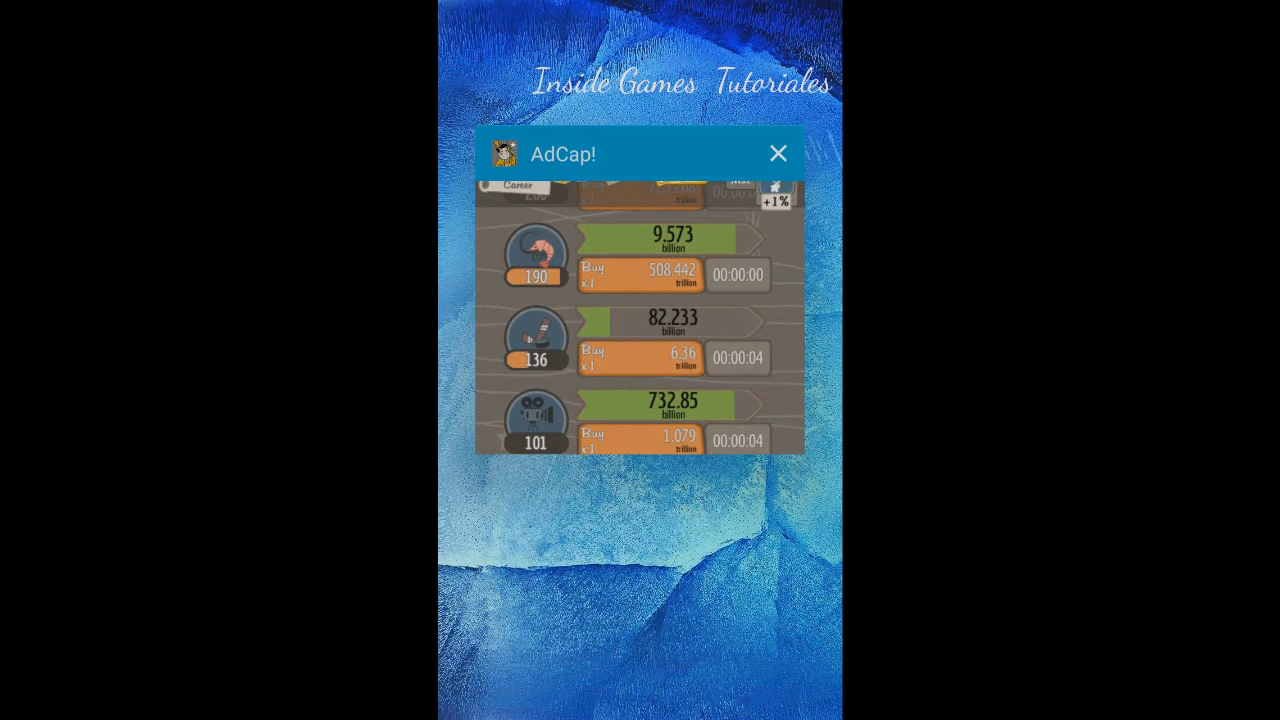 Inside Games Tutoriales
AdCap!
Career
Next
+1%
9.573
billion
190
Buy
x1
508.442
trillion
00:00:00
82.233
billion
136
Buy
x1
6.36
trillion
00:00:04
732.85
billion
101
Buy
x1
1.079
trillion
00:00:04